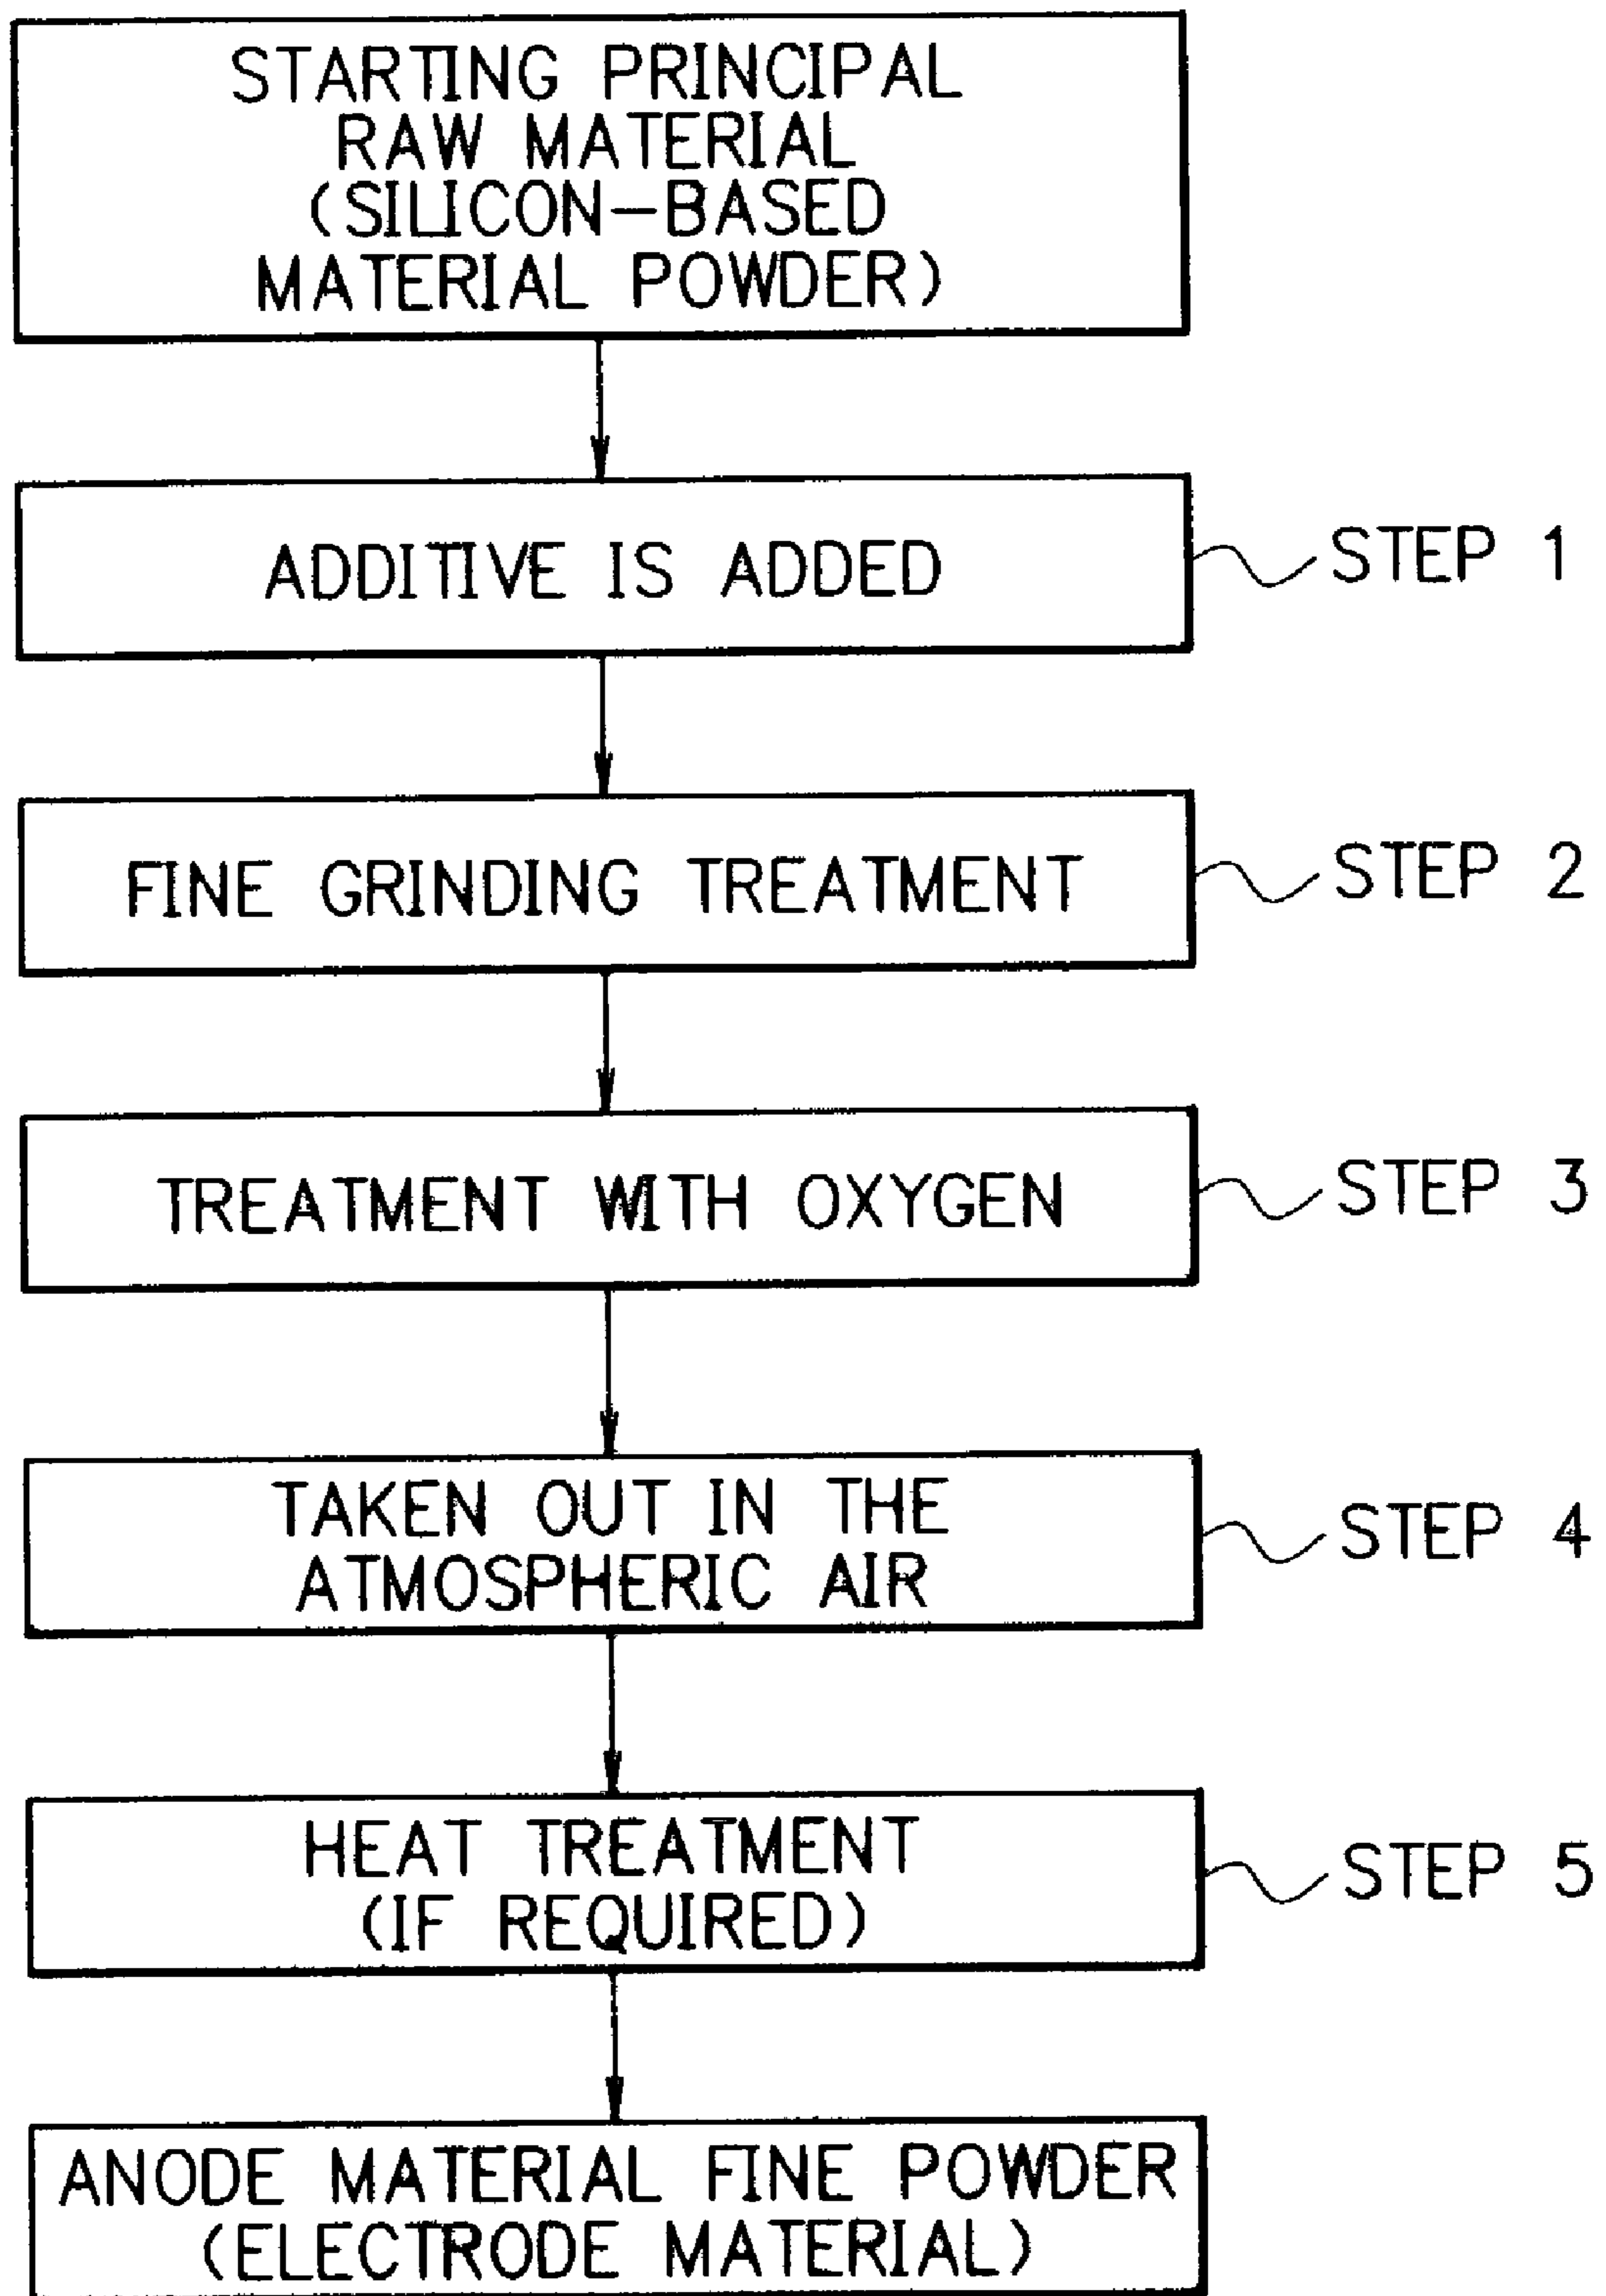 STARTING PRINCIPAL
RAW MATERIAL
(SILICON-BASED
MATERIAL POWDER)
ADDITIVE IS ADDED
STEP 1
FINE GRINDING TREATMENT
STEP 2
TREATMENT WITH OXYGEN
STEP 3
TAKEN OUT IN THE
ATMOSPHERIC AIR
STEP 4
HEAT TREATMENT
(IF REQUIRED)
STEP 5
ANODE MATERIAL FINE POWDER
(ELECTRODE MATERIAL)